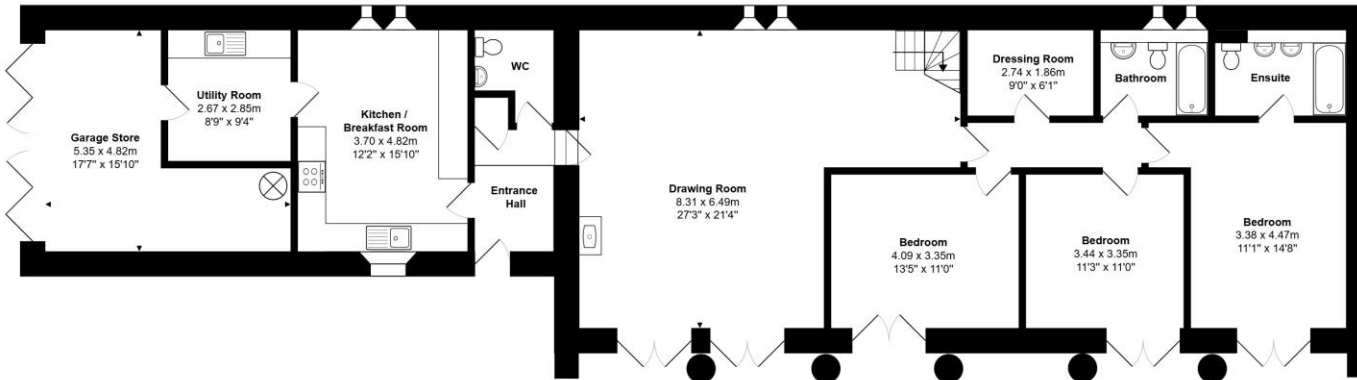 Garage Store
5.35 x 4.82m
17'7" x 15'10"
Utility Room
2.67 x 2.85m
8'9" x 9'4"
Kitchen /
Breakfast Room
3.70 x 4.82m
12'2" x 15'10"
WC
Entrance
Hall
Drawing Room
8.31 x 6.49m
27'3" x 21'4"
Dressing Room
2.74 x 1.86m
9'0" x 6'1"
Bathroom
Ensuite
Bedroom
4.09 x 3.35m
13'5" x 11'0"
Bedroom
3.44 x 3.35m
11'3" x 11'0"
Bedroom
3.38 x 4.47m
11'1" x 14'8"